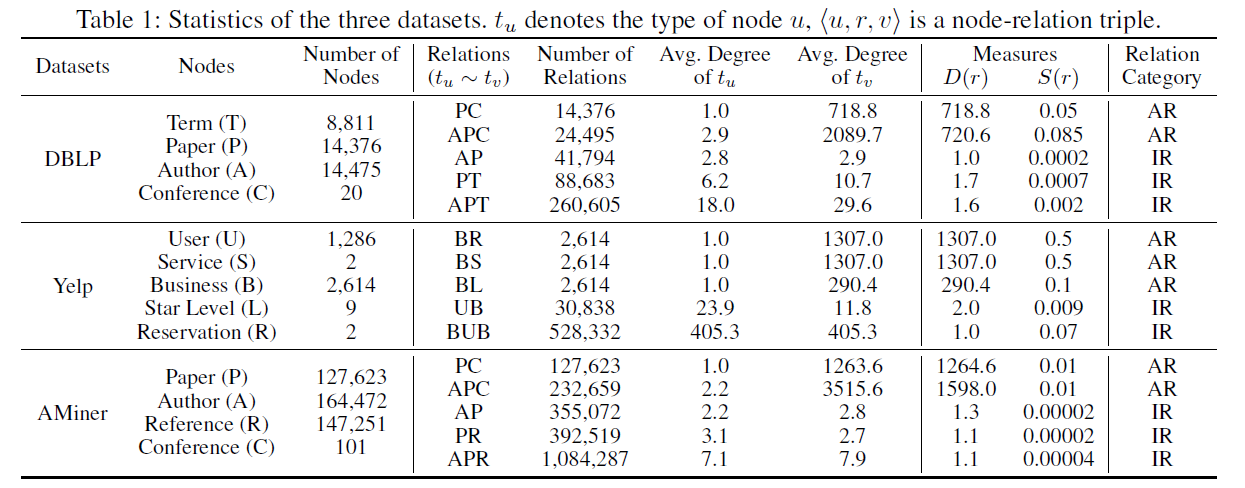 Table 1: Statistics of the three datasets. t_u denotes the type of node u, ⟨u, r, v⟩ is a node-relation triple.
Datasets Nodes Number of Nodes Relations (t_u ∼ t_v) Number of Relations Avg. Degree of t_u Avg. Degree of t_v Measures D(r) S(r) Relation Category
DBLP
Term (T) 8,811
Paper (P) 14,376
Author (A) 14,475
Conference (C) 20
PC 14,376 1.0 718.8 718.8 0.05 AR
APC 24,495 2.9 2089.7 720.6 0.085 AR
AP 41,794 2.8 2.9 1.0 0.0002 IR
PT 88,683 6.2 10.7 1.7 0.0007 IR
APT 260,605 18.0 29.6 1.6 0.002 IR
Yelp
User (U) 1,286
Service (S) 2
Business (B) 2,614
Star Level (L) 9
Reservation (R) 2
BR 2,614 1.0 1307.0 1307.0 0.5 AR
BS 2,614 1.0 1307.0 1307.0 0.5 AR
BL 2,614 1.0 290.4 290.4 0.1 AR
UB 30,838 23.9 11.8 2.0 0.009 IR
BUB 528,332 405.3 405.3 1.0 0.07 IR
AMiner
Paper (P) 127,623
Author (A) 164,472
Reference (R) 147,251
Conference (C) 101
PC 127,623 1.0 1263.6 1264.6 0.01 AR
APC 232,659 2.2 3515.6 1598.0 0.01 AR
AP 355,072 2.2 2.8 1.3 0.00002 IR
PR 392,519 3.1 2.7 1.1 0.00002 IR
APR 1,084,287 7.1 7.9 1.1 0.00004 IR